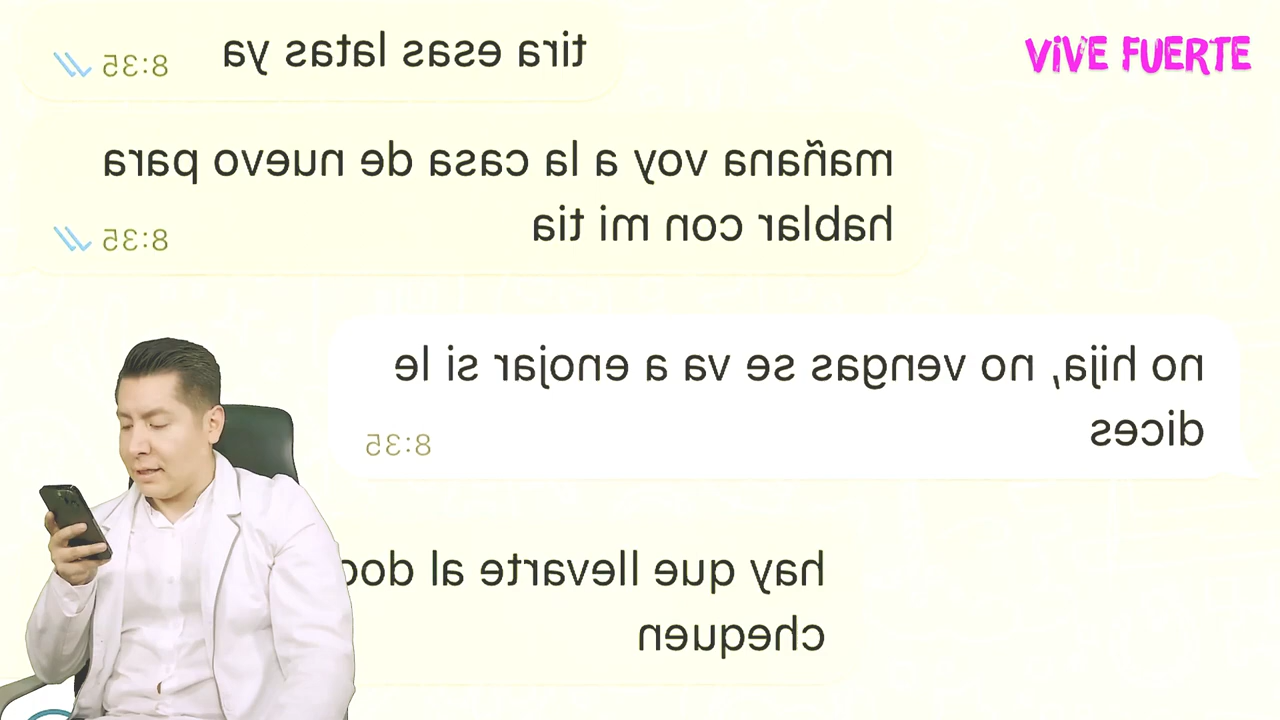 tira esas latas ya
8:35
VIVE FUERTE
mañana voy a la casa de nuevo para
hablar con mi tia
8:35
no hija, no vengas se va a enojar si le
dices
8:35
hay que llevarte al
chequen